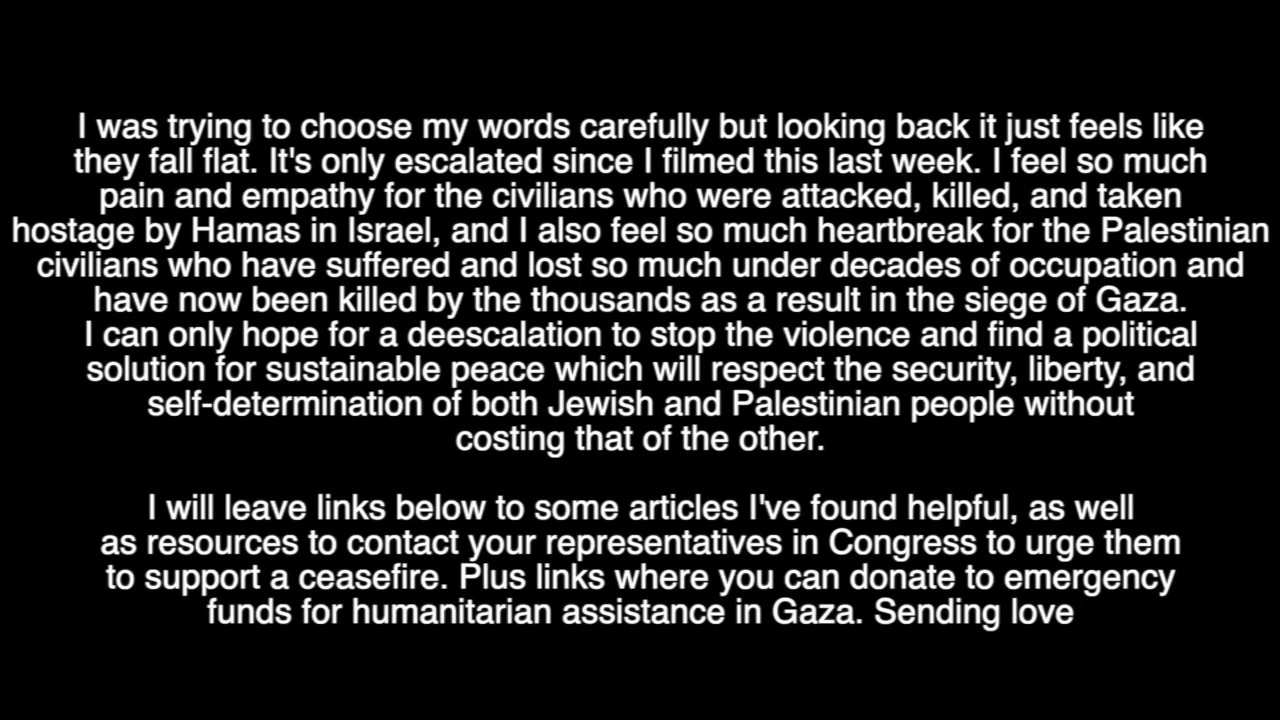 I was trying to choose my words carefully but looking back it just feels like
they fall flat. It's only escalated since I filmed this last week. I feel so much
pain and empathy for the civilians who were attacked, killed, and taken
hostage by Hamas in Israel, and I also feel so much heartbreak for the Palestinian
civilians who have suffered and lost so much under decades of occupation and
have now been killed by the thousands as a result in the siege of Gaza.
I can only hope for a deescalation to stop the violence and find a political
solution for sustainable peace which will respect the security, liberty, and
self-determination of both Jewish and Palestinian people without
costing that of the other.
I will leave links below to some articles I've found helpful, as well
as resources to contact your representatives in Congress to urge them
to support a ceasefire. Plus links where you can donate to emergency
funds for humanitarian assistance in Gaza. Sending love